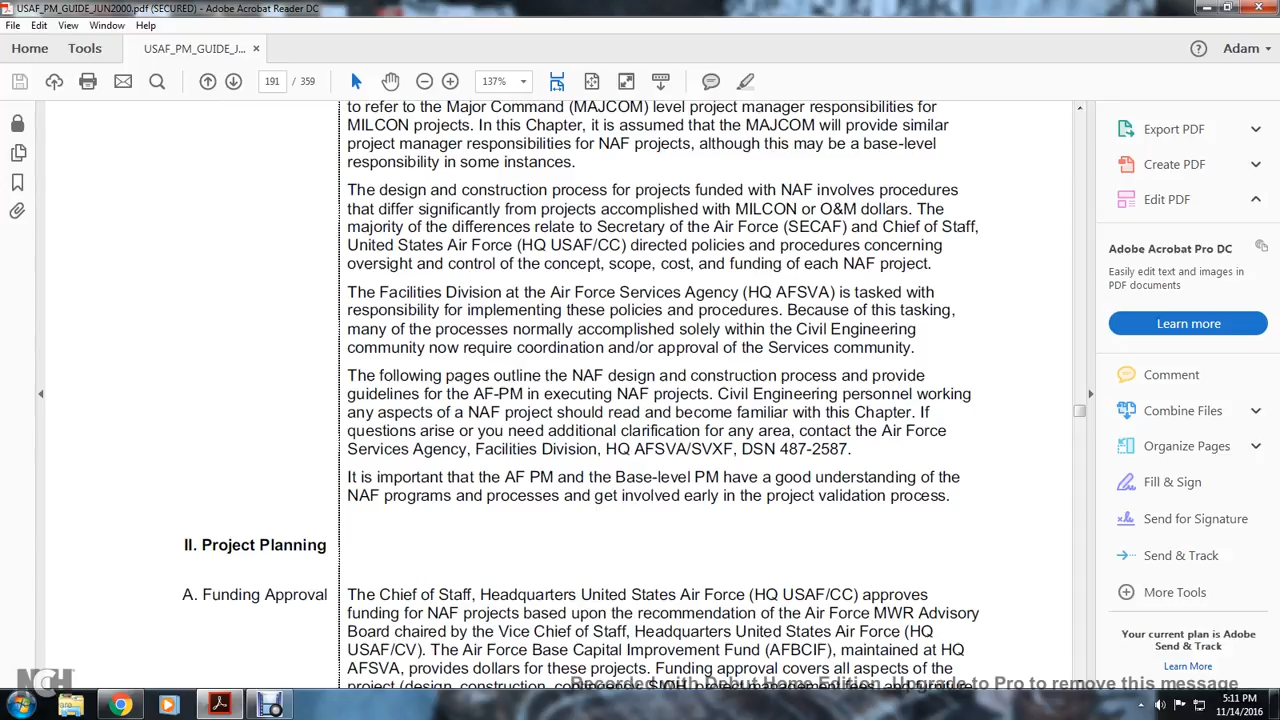 USAF_PM_GUIDE_JUN2000.pdf (SECURED) - Adobe Acrobat Reader DC
File Edit View Window Help
Home Tools USAF_PM_GUIDE_J... × Adam
191 / 359 137%
to refer to the Major Command (MAJCOM) level project manager responsibilities for
MILCON projects. In this Chapter, it is assumed that the MAJCOM will provide similar
project manager responsibilities for NAF projects, although this may be a base-level
responsibility in some instances.
The design and construction process for projects funded with NAF involves procedures
that differ significantly from projects accomplished with MILCON or O&M dollars. The
majority of the differences relate to Secretary of the Air Force (SECAF) and Chief of Staff,
United States Air Force (HQ USAF/CC) directed policies and procedures concerning
oversight and control of the concept, scope, cost, and funding of each NAF project.
The Facilities Division at the Air Force Services Agency (HQ AFSVA) is tasked with
responsibility for implementing these policies and procedures. Because of this tasking,
many of the processes normally accomplished solely within the Civil Engineering
community now require coordination and/or approval of the Services community.
The following pages outline the NAF design and construction process and provide
guidelines for the AF-PM in executing NAF projects. Civil Engineering personnel working
any aspects of a NAF project should read and become familiar with this Chapter. If
questions arise or you need additional clarification for any area, contact the Air Force
Services Agency, Facilities Division, HQ AFSVA/SVXF, DSN 487-2587.
It is important that the AF PM and the Base-level PM have a good understanding of the
NAF programs and processes and get involved early in the project validation process.
II. Project Planning
A. Funding Approval
The Chief of Staff, Headquarters United States Air Force (HQ USAF/CC) approves
funding for NAF projects based upon the recommendation of the Air Force MWR Advisory
Board chaired by the Vice Chief of Staff, Headquarters United States Air Force (HQ
USAF/CV). The Air Force Base Capital Improvement Fund (AFBCIF), maintained at HQ
AFSVA, provides dollars for these projects. Funding approval covers all aspects of the
Export PDF
Create PDF
Edit PDF
Adobe Acrobat Pro DC
Easily edit text and images in
PDF documents
Learn more
Comment
Combine Files
Organize Pages
Fill & Sign
Send for Signature
Send & Track
More Tools
Your current plan is Adobe
Send & Track
Learn More
NCH
Recorded with Debut Home Edition. Upgrade to Pro to remove this message
5:11 PM
11/14/2016